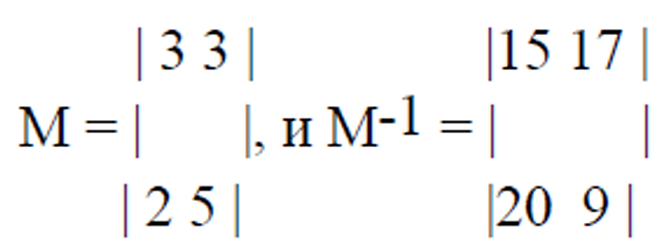 | 3 3 | |15 17 |
М = | |, и М-1 = | |
| 2 5 | |20 9 |